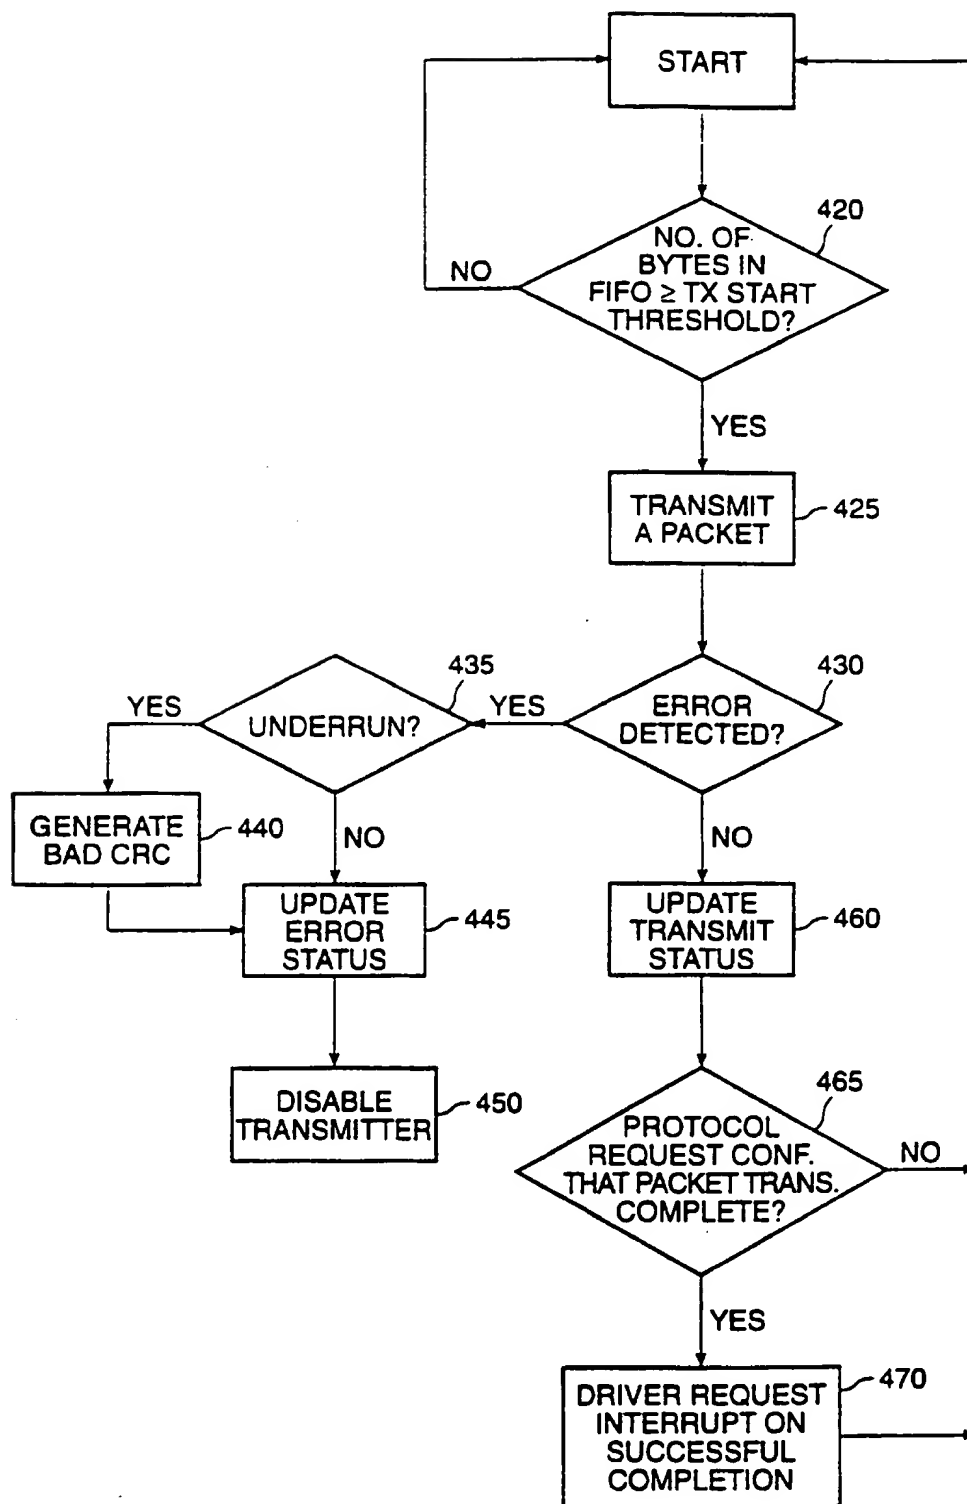 START
420
NO. OF
BYTES IN
FIFO ≥ TX START
THRESHOLD?
NO
YES
TRANSMIT
A PACKET
425
435
430
YES
UNDERRUN?
YES
ERROR
DETECTED?
GENERATE
BAD CRC
440
NO
NO
UPDATE
ERROR
STATUS
445
UPDATE
TRANSMIT
STATUS
460
DISABLE
TRANSMITTER
450
465
PROTOCOL
REQUEST CONF.
THAT PACKET TRANS.
COMPLETE?
NO
YES
DRIVER REQUEST
INTERRUPT ON
SUCCESSFUL
COMPLETION
470